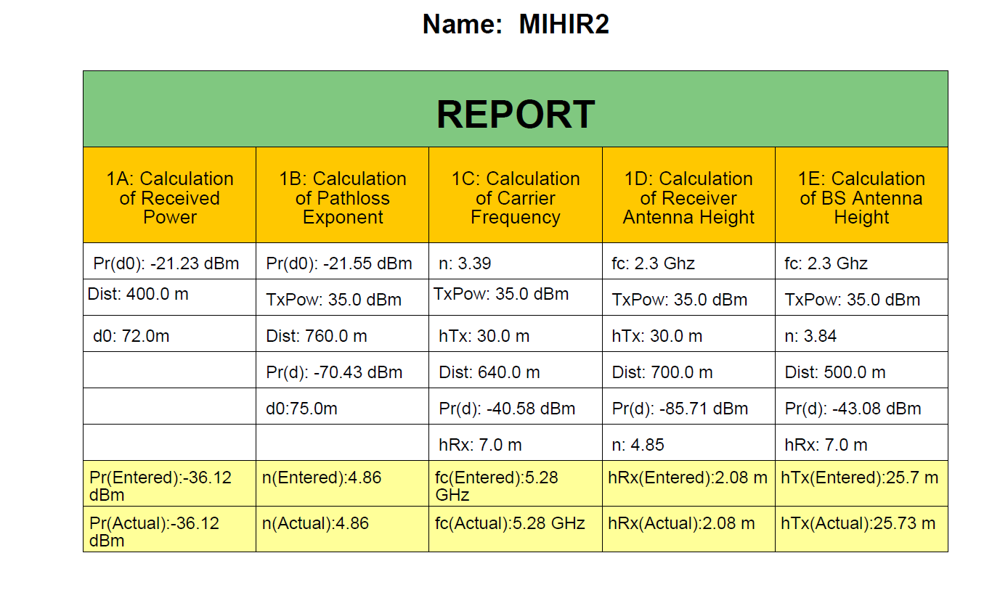 Name: MIHIR2
REPORT
1A: Calculation
of Received
Power
1B: Calculation
of Pathloss
Exponent
1C: Calculation
of Carrier
Frequency
1D: Calculation
of Receiver
Antenna Height
1E: Calculation
of BS Antenna
Height
Pr(d0): -21.23 dBm
Pr(d0): -21.55 dBm
n: 3.39
fc: 2.3 Ghz
fc: 2.3 Ghz
Dist: 400.0 m
TxPow: 35.0 dBm
TxPow: 35.0 dBm
TxPow: 35.0 dBm
TxPow: 35.0 dBm
d0: 72.0m
Dist: 760.0 m
hTx: 30.0 m
hTx: 30.0 m
n: 3.84
Pr(d): -70.43 dBm
Dist: 640.0 m
Dist: 700.0 m
Dist: 500.0 m
d0:75.0m
Pr(d): -40.58 dBm
Pr(d): -85.71 dBm
Pr(d): -43.08 dBm
hRx: 7.0 m
n: 4.85
hRx: 7.0 m
Pr(Entered):-36.12
dBm
n(Entered):4.86
fc(Entered):5.28
GHz
hRx(Entered):2.08 m
hTx(Entered):25.7 m
Pr(Actual):-36.12
dBm
n(Actual):4.86
fc(Actual):5.28 GHz
hRx(Actual):2.08 m
hTx(Actual):25.73 m